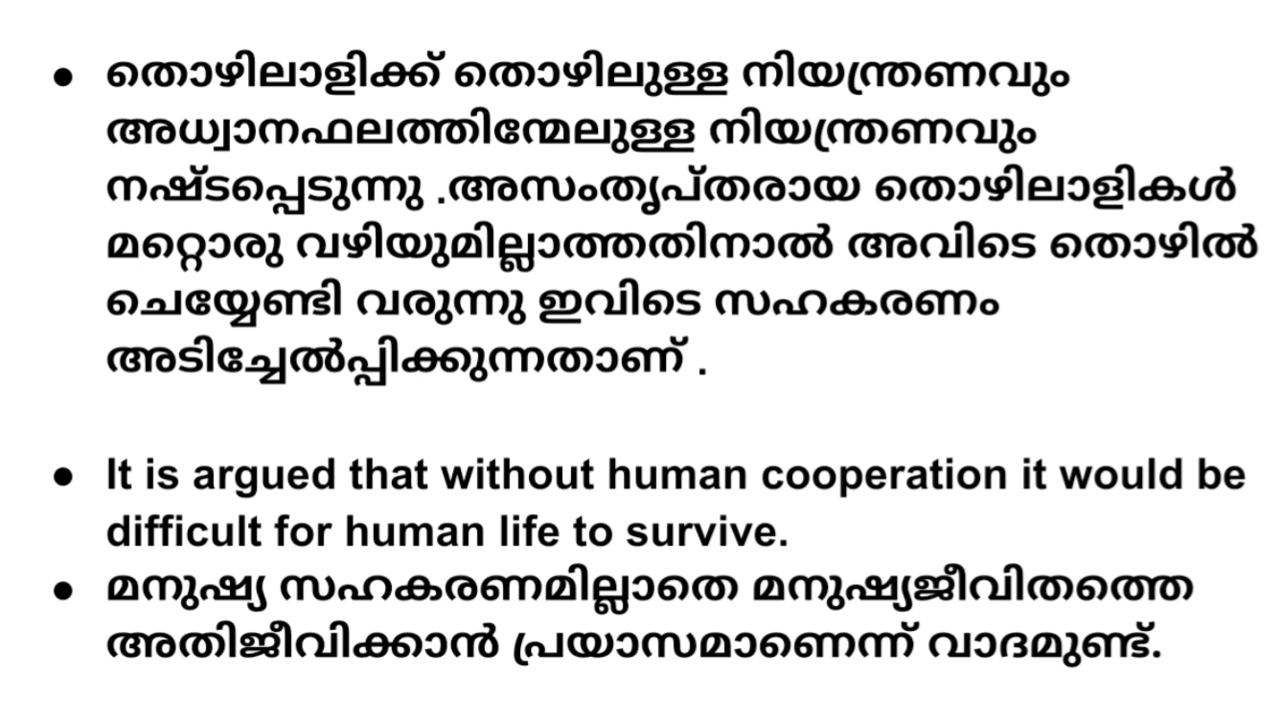 • തൊഴിലാളിക്ക് തൊഴിലുള്ള നിയന്ത്രണവും
അധ്വാനഫലത്തിന്മേലുള്ള നിയന്ത്രണവും
നഷ്ടപ്പെടുന്നു .അസംതൃപ്തരായ തൊഴിലാളികൾ
മറ്റൊരു വഴിയുമില്ലാത്തതിനാൽ അവിടെ തൊഴിൽ
ചെയ്യേണ്ടി വരുന്നു ഇവിടെ സഹകരണം
അടിച്ചേൽപ്പിക്കുന്നതാണ് .
• It is argued that without human cooperation it would be
difficult for human life to survive.
• മനുഷ്യ സഹകരണമില്ലാതെ മനുഷ്യജീവിതത്തെ
അതിജീവിക്കാൻ പ്രയാസമാണെന്ന് വാദമുണ്ട്.